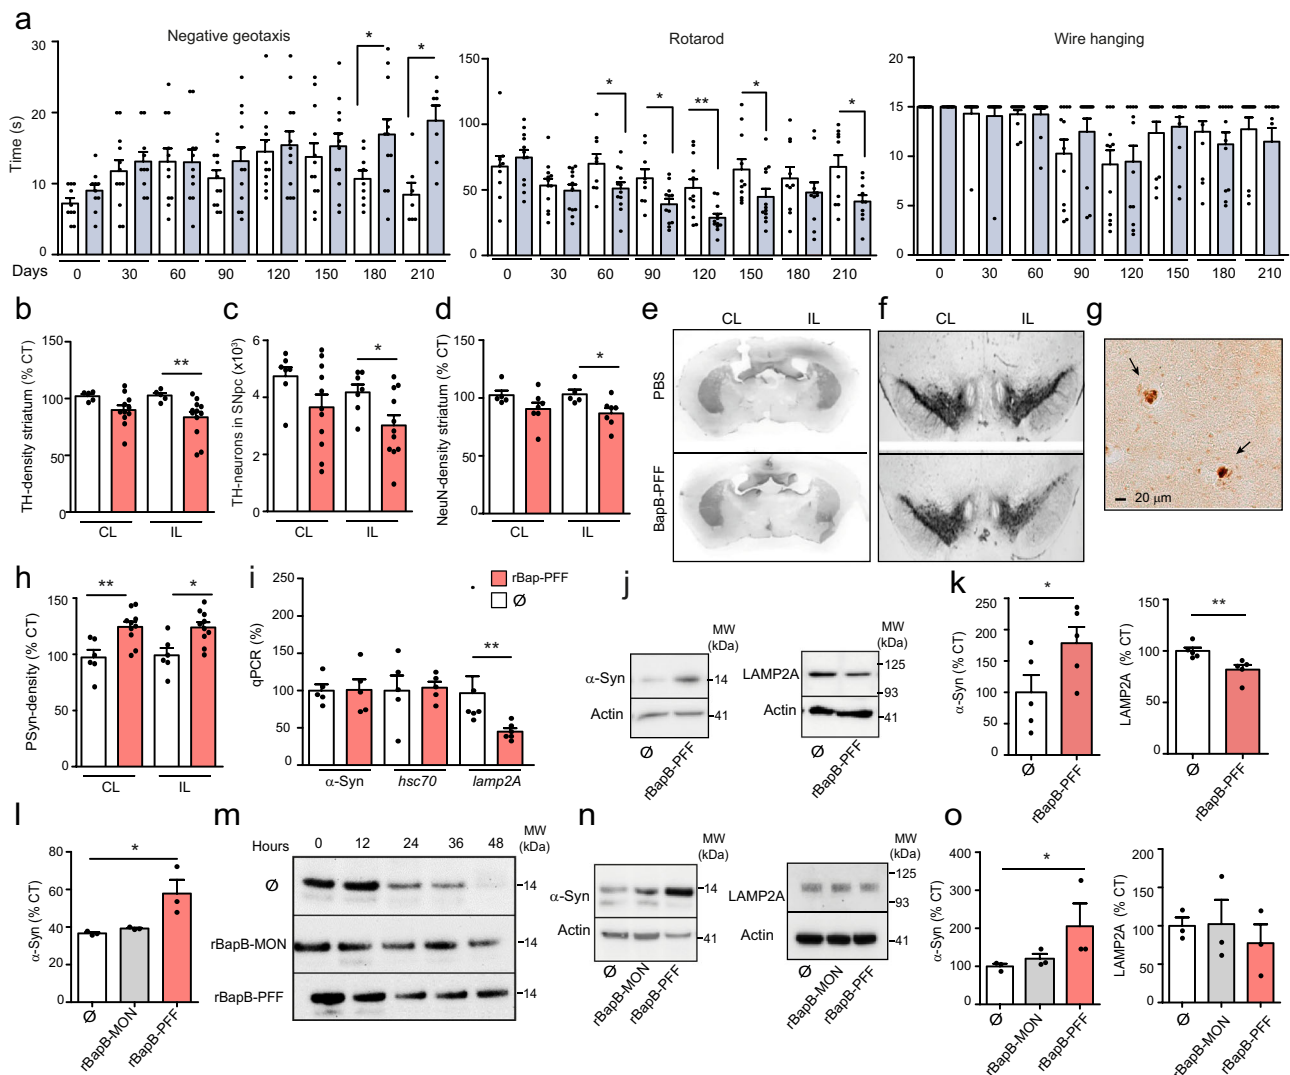 a
Negative geotaxis
Rotarod
Wire hanging
Time (s)
30
20
10
0
150
100
50
0
20
15
10
5
0
* *
* * ** * *
Days 0 30 60 90 120 150 180 210
0 30 60 90 120 150 180 210
0 30 60 90 120 150 180 210
b
TH-density striatum (% CT)
150
100
50
0
**
CL IL
c
TH-neurons in SNpc (x10³)
6
4
2
0
*
CL IL
d
NeuN-density striatum (% CT)
150
100
50
0
*
CL IL
e
CL IL
PBS
BapB-PFF
f
CL IL
g
20 μm
h
PSyn-density (% CT)
150
100
50
0
** *
CL IL
i
qPCR (%)
250
200
150
100
50
0
rBap-PFF
Ø
**
α-Syn hsc70 lamp2A
j
MW (kDa)
α-Syn 14
Actin 41
Ø rBapB-PFF
MW (kDa)
LAMP2A 125
93
Actin 41
Ø rBapB-PFF
k
α-Syn (% CT)
250
200
150
100
50
0
*
Ø rBapB-PFF
LAMP2A (% CT)
150
100
50
0
**
Ø rBapB-PFF
l
α-Syn (% CT)
80
60
40
20
0
*
Ø rBapB-MON rBapB-PFF
m
Hours 0 12 24 36 48 MW (kDa)
Ø 14
rBapB-MON 14
rBapB-PFF 14
n
MW (kDa)
α-Syn 14
Actin 41
Ø rBapB-MON rBapB-PFF
MW (kDa)
LAMP2A 125
93
Actin 41
Ø rBapB-MON rBapB-PFF
o
α-Syn (% CT)
400
300
200
100
0
*
Ø rBapB-MON rBapB-PFF
LAMP2A (% CT)
200
150
100
50
0
Ø rBapB-MON rBapB-PFF